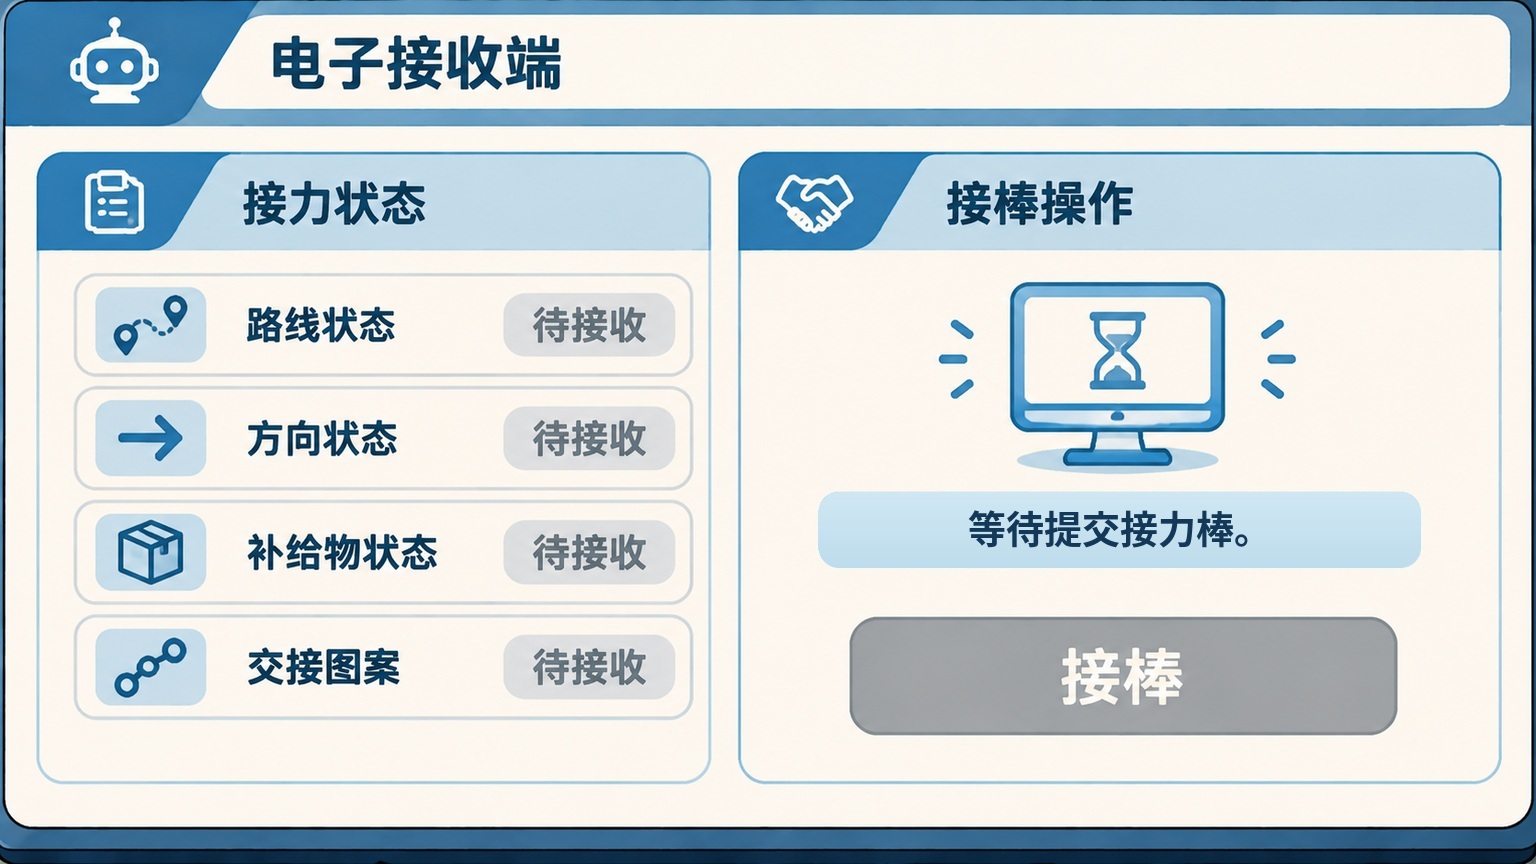 电子接收端
接力状态
路线状态
待接收
方向状态
待接收
补给物状态
待接收
交接图案
待接收
接棒操作
等待提交接力棒。
接棒